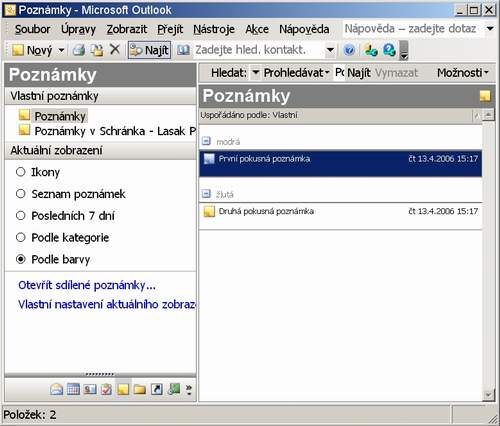 Poznámky - Microsoft Outlook
Soubor Úpravy Zobrazit Přejít Nástroje Akce Nápověda Nápověda – zadejte dotaz
Nový Najít Zadejte hled. kontakt.
Poznámky
Vlastní poznámky
Poznámky
Poznámky v Schránka - Lasak P
Aktuální zobrazení
Ikony
Seznam poznámek
Posledních 7 dní
Podle kategorie
Podle barvy
Otevřít sdílené poznámky...
Vlastní nastavení aktuálního zobraze
Hledat: Prohledávat Po Najít Vymazat Možnosti
Poznámky
Uspořádáno podle: Vlastní
modrá
První pokusná poznámka čt 13.4.2006 15:17
žlutá
Druhá pokusná poznámka čt 13.4.2006 15:17
Položek: 2